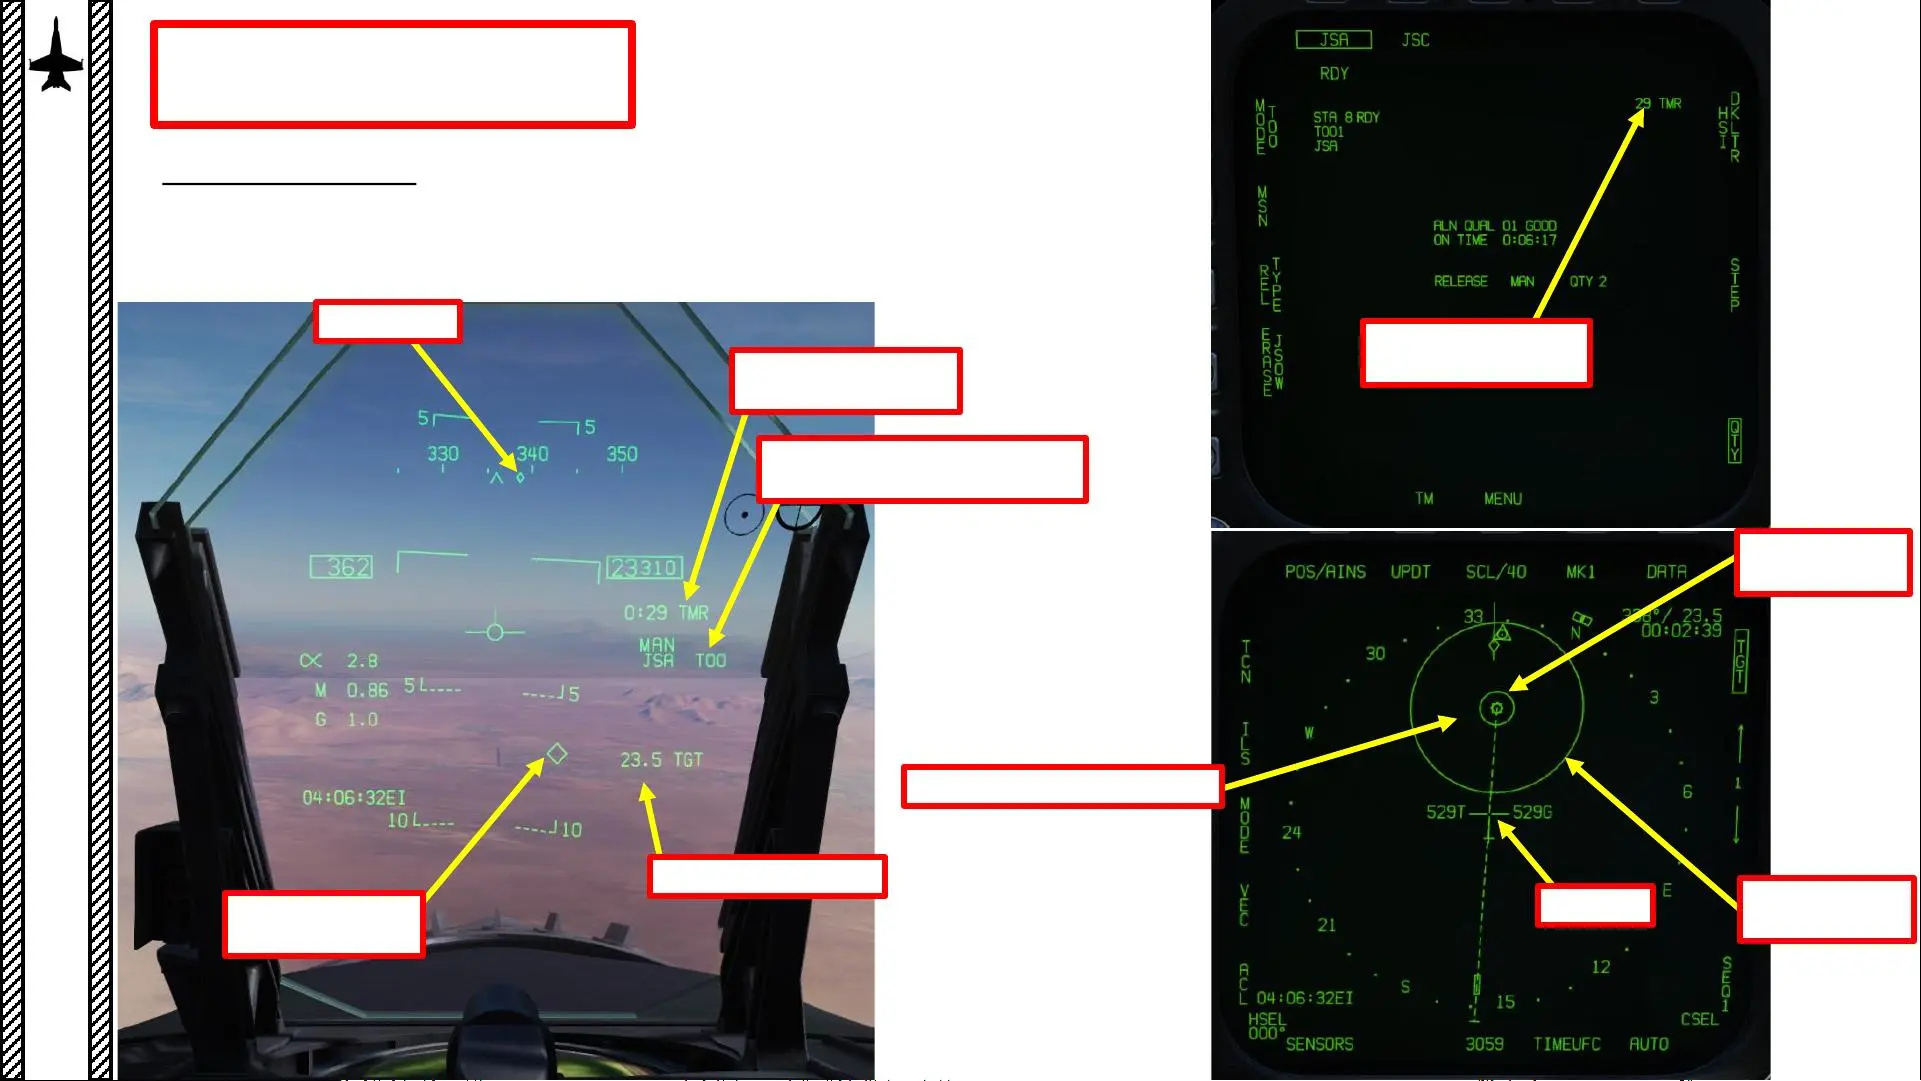 5 5
330 340 350
362
23310
0:29 TMR
MAN
JSA TOO
∝ 2.8
M 0.86
5 5
G 1.0
23.5 TGT
04:06:32EI
10 10
JSA JSC
RDY
29 TMR
MODE
TOO
HSI
DKLTR
STA 8 RDY
TOO1
JSA
MSN
ALN QUAL 01 GOOD
ON TIME 0:06:17
REL
TYPE
STEP
RELEASE MAN QTY 2
ERASE
JSOW
QTY
TM MENU
POS/AINS UPDT SCL/40 MK1 DATA
33 N 338°/ 23.5
00:02:39
TCN
30
TGT
3
W
ILS
1
6
MODE
529T 529G
24
VEC
E
21
12
ACL
S
SEQ1
04:06:32EI
15
HSEL
000°
CSEL
SENSORS 3059 TIMEUFC AUTO